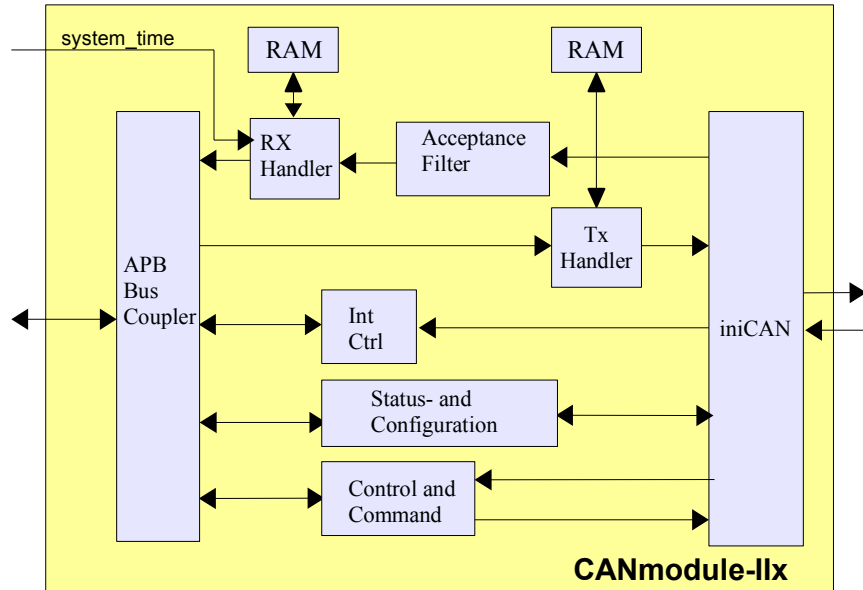 system_time
RAM
RAM
RX
Handler
Acceptance
Filter
Tx
Handler
APB
Bus
Coupler
Int
Ctrl
iniCAN
Status- and
Configuration
Control and
Command
CANmodule-IIx